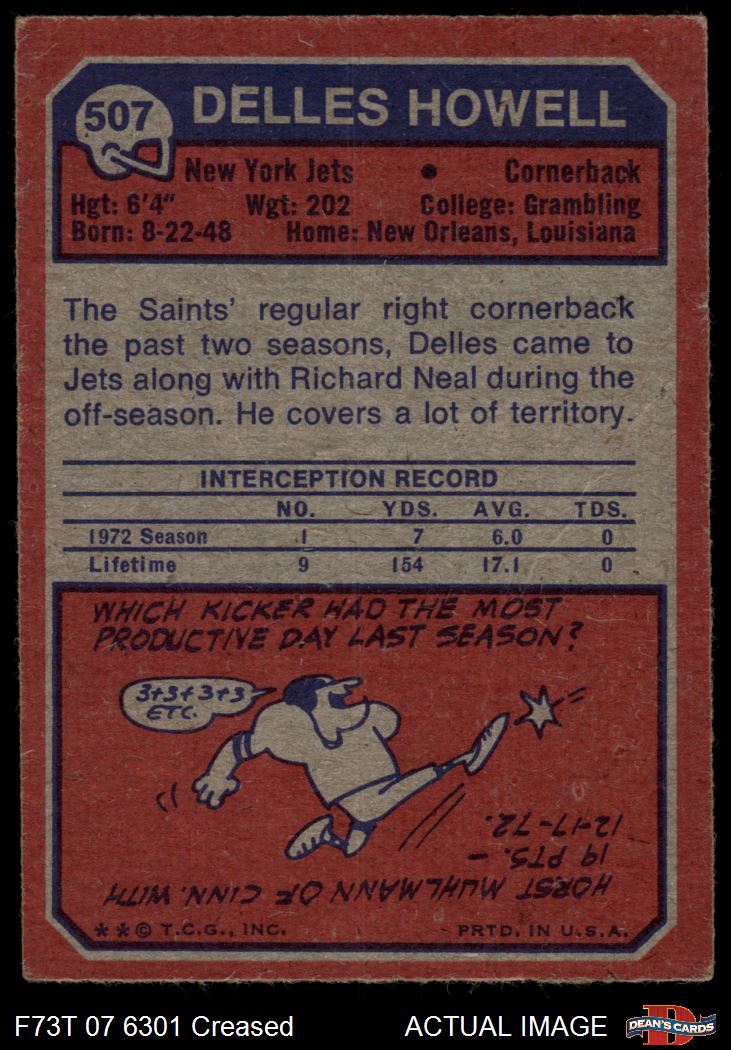 507
DELLES HOWELL
New York Jets • Cornerback
Hgt: 6'4" Wgt: 202 College: Grambling
Born: 8-22-48 Home: New Orleans, Louisiana
The Saints' regular right cornerback
the past two seasons, Delles came to
Jets along with Richard Neal during the
off-season. He covers a lot of territory.
INTERCEPTION RECORD
NO. YDS. AVG. TDS.
1972 Season 1 7 6.0 0
Lifetime 9 154 17.1 0
WHICH KICKER HAD THE MOST
PRODUCTIVE DAY LAST SEASON?
3+3+3+3
ETC.
HORST MUHLMANN OF CINN. WITH
19 PTS. –
12-17-72.
**© T.C.G., INC. PRTD. IN U.S.A.
F73T 07 6301 Creased ACTUAL IMAGE
DEAN'S CARDS